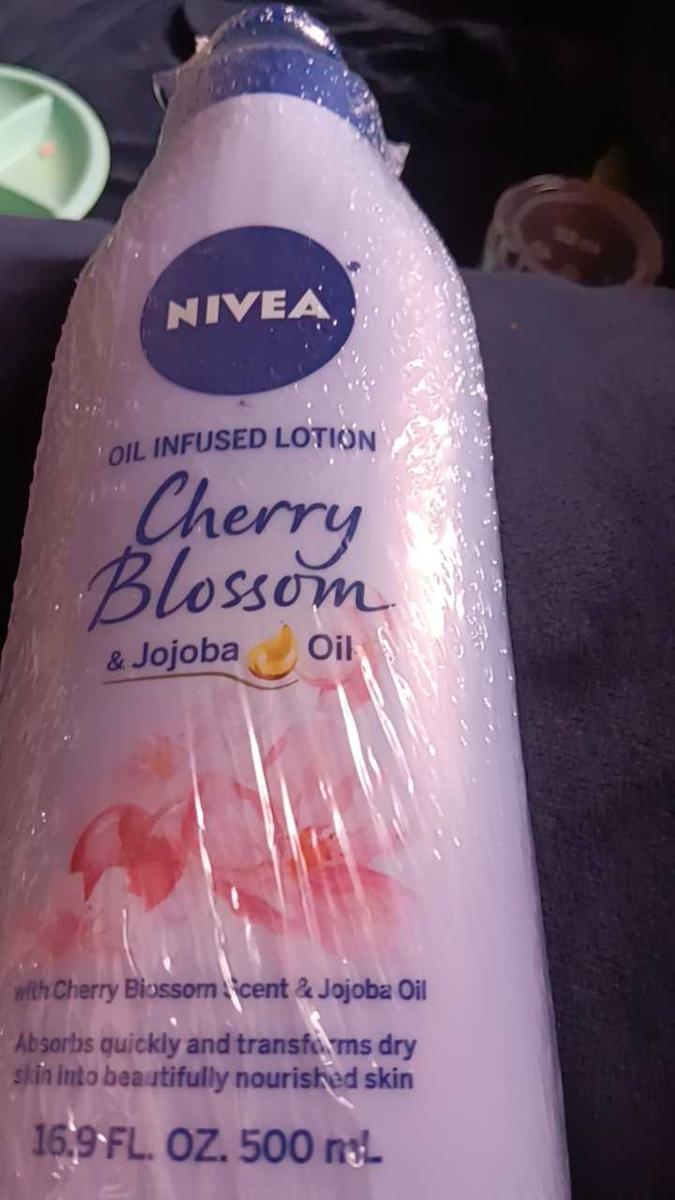 NIVEA
OIL INFUSED LOTION
Cherry
Blossom
& Jojoba Oil
with Cherry Blossom Scent & Jojoba Oil
Absorbs quickly and transforms dry
skin into beautifully nourished skin
16.9 FL. OZ. 500 mL